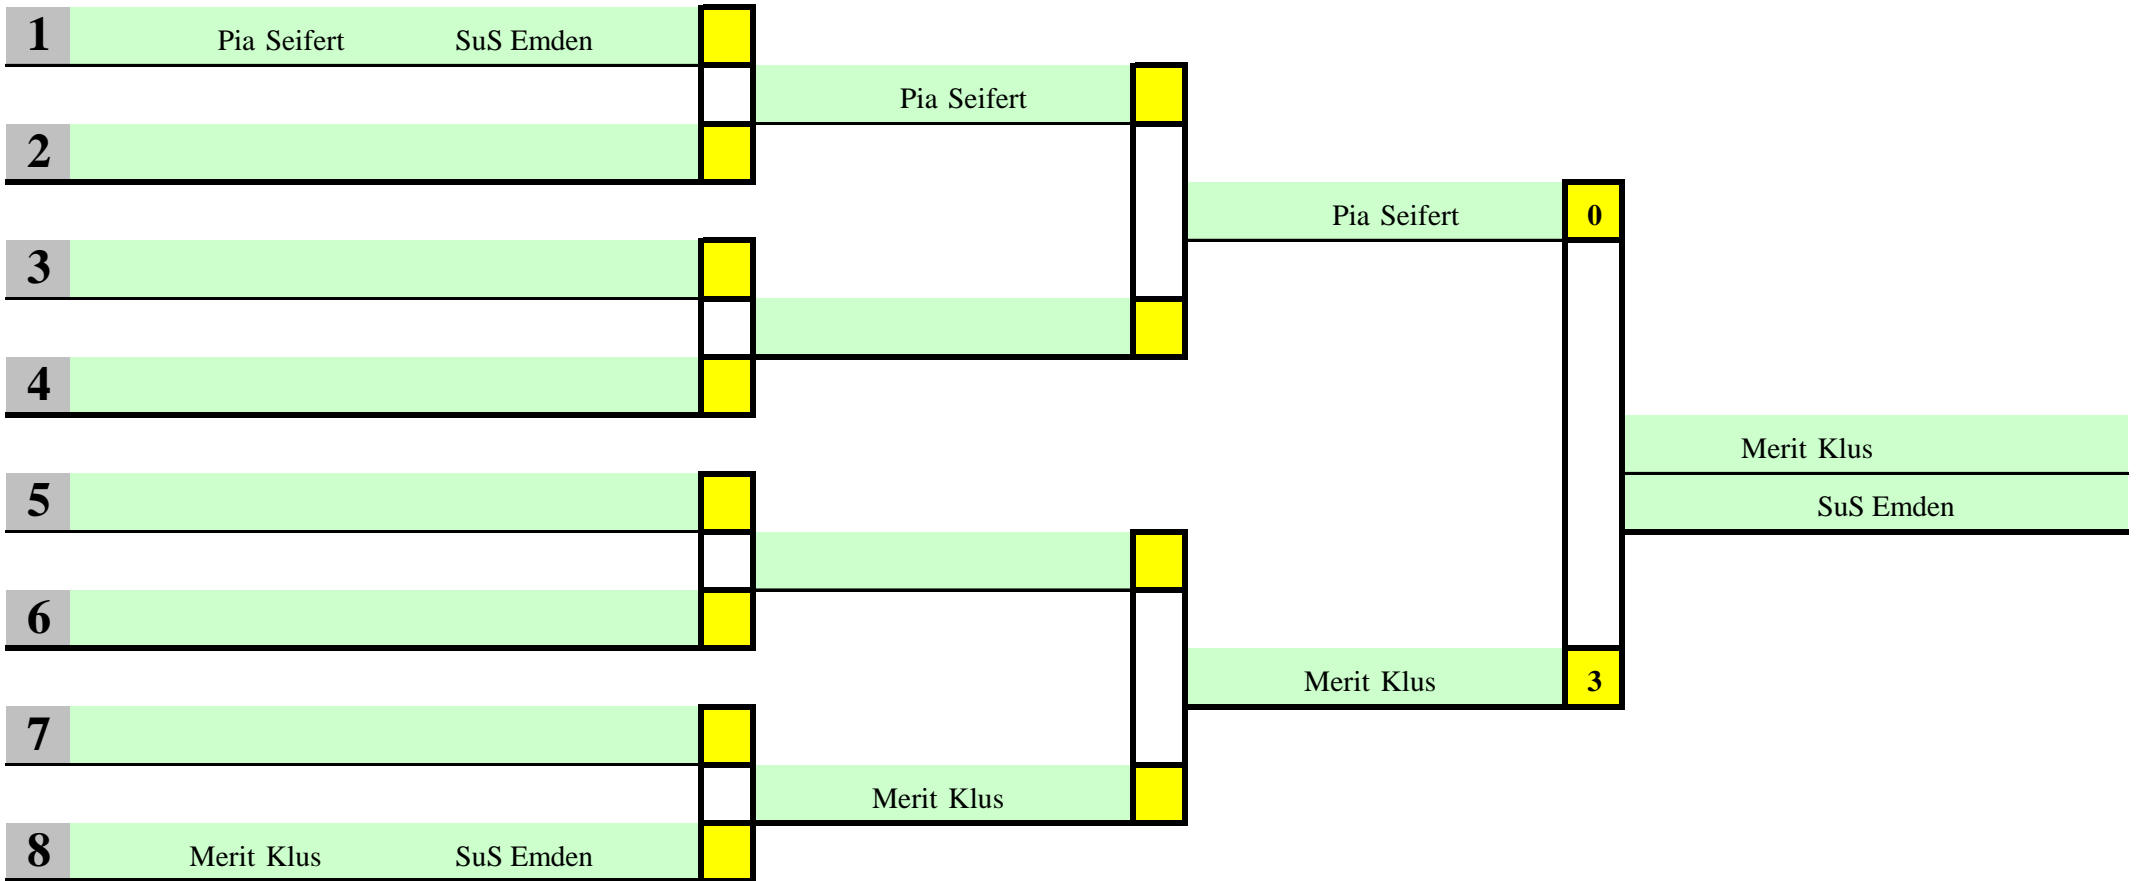 1 Pia Seifert SuS Emden
Pia Seifert
2
Pia Seifert 0
3
4
Merit Klus
5
SuS Emden
6
Merit Klus 3
7
Merit Klus
8 Merit Klus SuS Emden